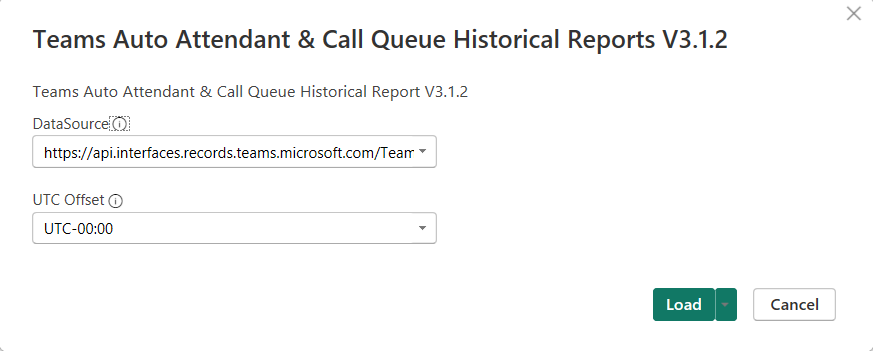 Teams Auto Attendant & Call Queue Historical Reports V3.1.2
Teams Auto Attendant & Call Queue Historical Report V3.1.2
DataSource
https://api.interfaces.records.teams.microsoft.com/Team
UTC Offset
UTC-00:00
Load
Cancel